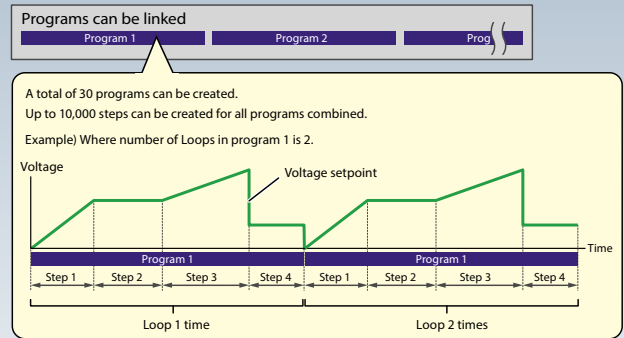 Programs can be linked
Program 1 Program 2 Prog
A total of 30 programs can be created.
Up to 10,000 steps can be created for all programs combined.
Example) Where number of Loops in program 1 is 2.
Voltage
Voltage setpoint
Time
Program 1 Program 1
Step 1 Step 2 Step 3 Step 4 Step 1 Step 2 Step 3 Step 4
Loop 1 time Loop 2 times